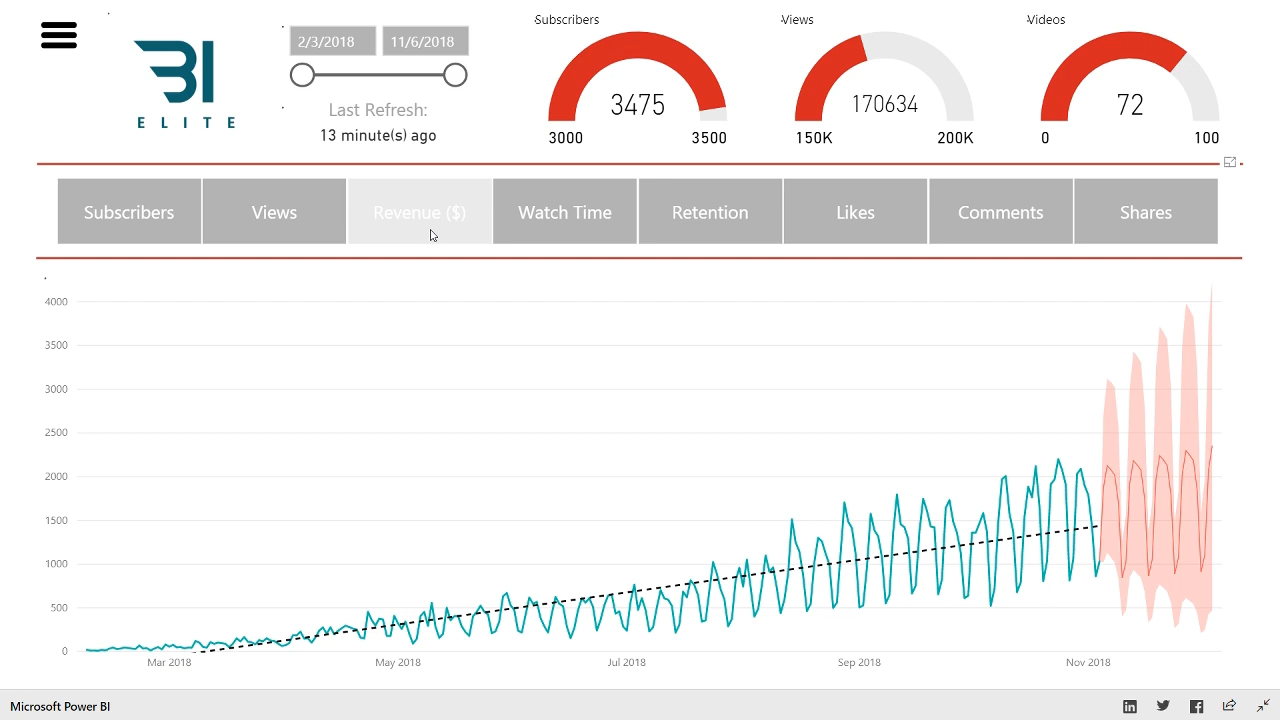 BI
ELITE
2/3/2018 11/6/2018
Last Refresh:
13 minute(s) ago
Subscribers
3475
3000 3500
Views
170634
150K 200K
Videos
72
0 100
Subscribers Views Revenue ($) Watch Time Retention Likes Comments Shares
4000
3500
3000
2500
2000
1500
1000
500
0
Mar 2018 May 2018 Jul 2018 Sep 2018 Nov 2018
Microsoft Power BI